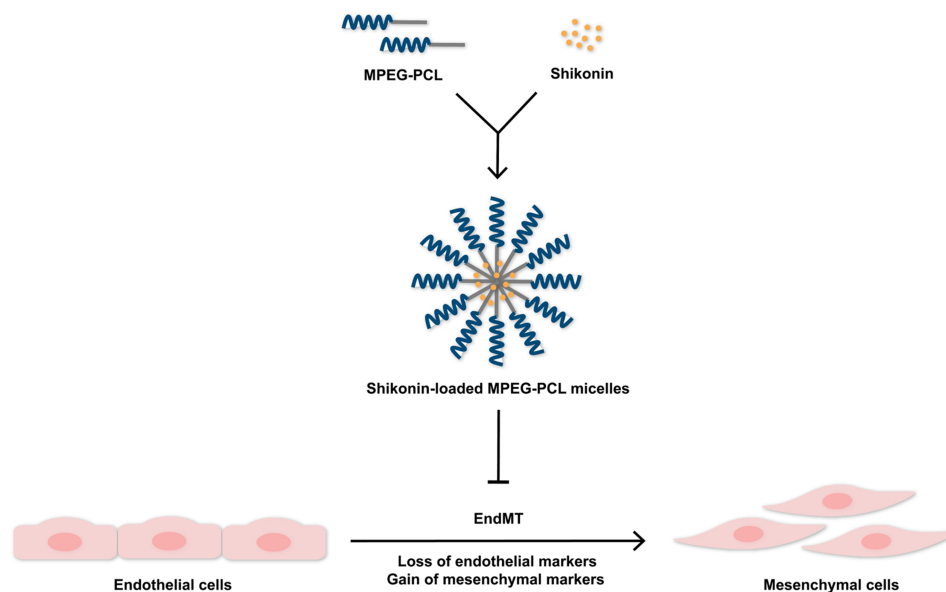 MPEG-PCL
Shikonin
Shikonin-loaded MPEG-PCL micelles
EndMT
Loss of endothelial markers
Gain of mesenchymal markers
Endothelial cells
Mesenchymal cells